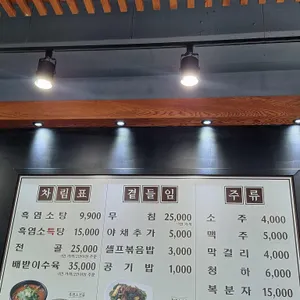 차림표
흑염소탕 9,900
흑염소특탕 15,000
전 골 25,000
배받이수육 35,000
곁들임
무 침 25,000
야채추가 5,000
셀프볶음밥 3,000
공기밥 1,000
주류
소 주 4,000
맥 주 5,000
막걸리 4,000
청 하 6,000
복분자 15,000